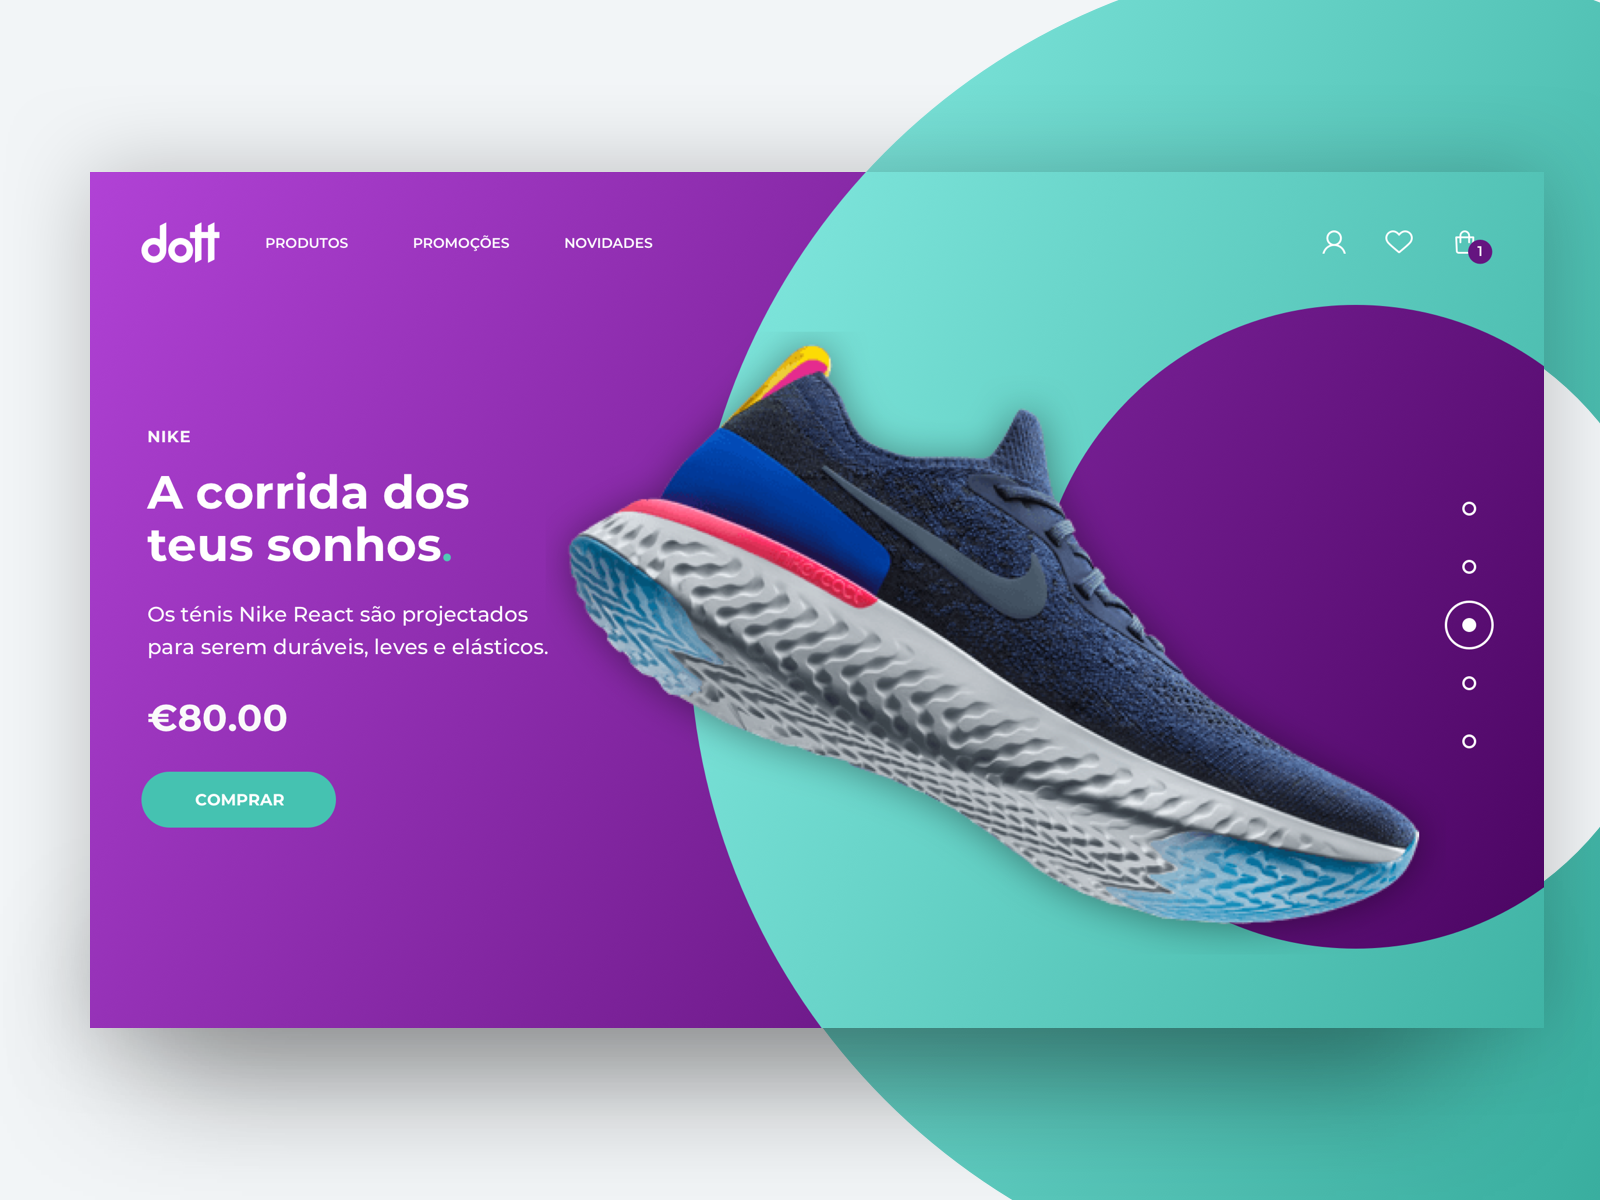 dott
PRODUTOS
PROMOÇÕES
NOVIDADES
1
NIKE
A corrida dos
teus sonhos.
Os ténis Nike React são projectados
para serem duráveis, leves e elásticos.
€80.00
COMPRAR